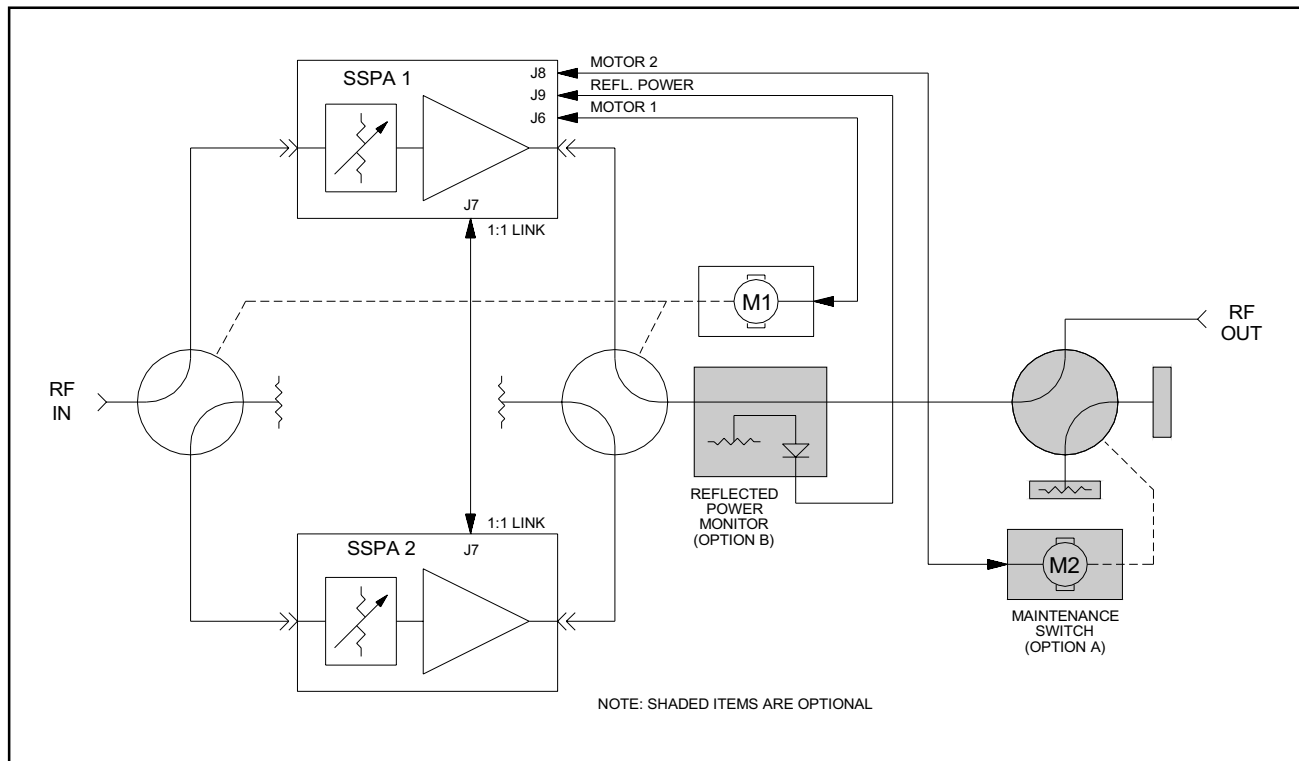 SSPA 1
J8
MOTOR 2
J9
REFL. POWER
J6
MOTOR 1
J7
1:1 LINK
M1
RF
IN
RF
OUT
REFLECTED
POWER
MONITOR
(OPTION B)
1:1 LINK
SSPA 2
J7
M2
MAINTENANCE
SWITCH
(OPTION A)
NOTE: SHADED ITEMS ARE OPTIONAL